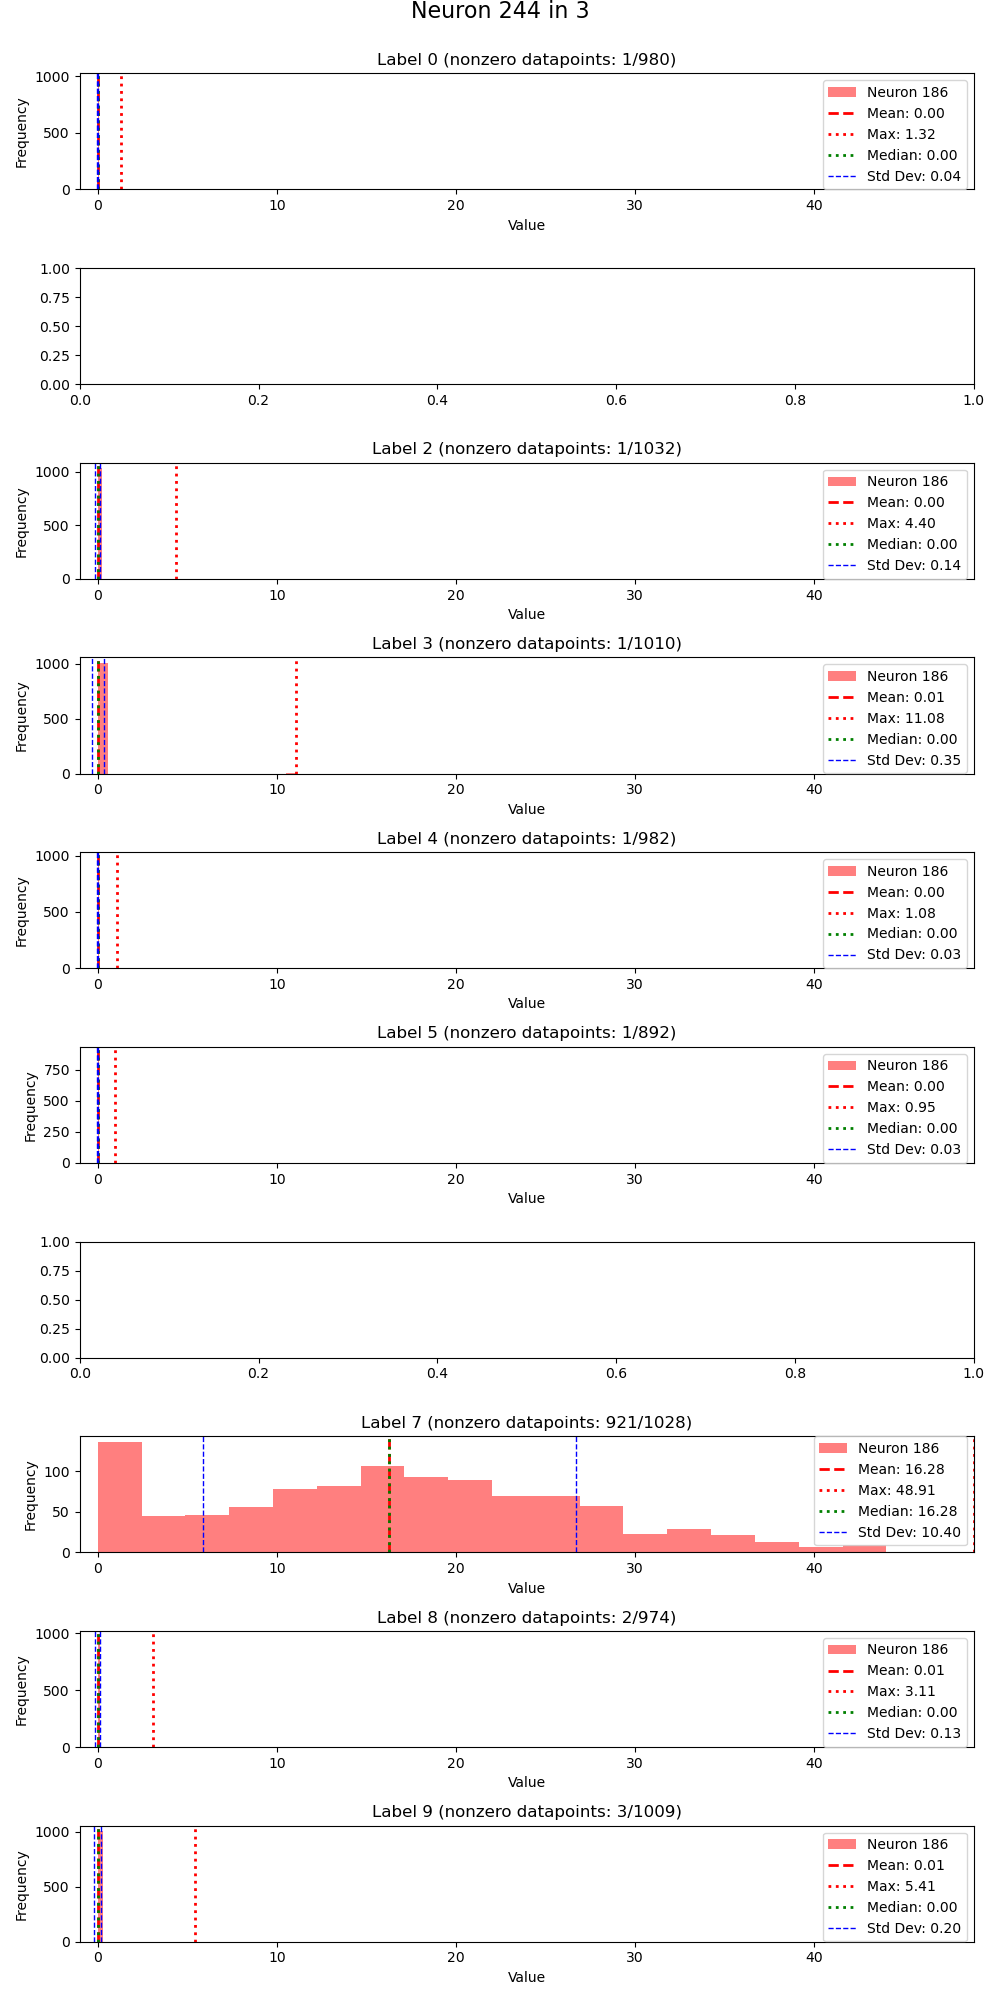 Neuron 244 in 3
Label 0 (nonzero datapoints: 1/980)
Frequency
1000
500
0
Neuron 186
Mean: 0.00
Max: 1.32
Median: 0.00
Std Dev: 0.04
0 10 20 30 40
Value
1.00
0.75
0.50
0.25
0.00
0.0 0.2 0.4 0.6 0.8 1.0
Label 2 (nonzero datapoints: 1/1032)
Frequency
1000
500
0
Neuron 186
Mean: 0.00
Max: 4.40
Median: 0.00
Std Dev: 0.14
0 10 20 30 40
Value
Label 3 (nonzero datapoints: 1/1010)
Frequency
1000
500
0
Neuron 186
Mean: 0.01
Max: 11.08
Median: 0.00
Std Dev: 0.35
0 10 20 30 40
Value
Label 4 (nonzero datapoints: 1/982)
Frequency
1000
500
0
Neuron 186
Mean: 0.00
Max: 1.08
Median: 0.00
Std Dev: 0.03
0 10 20 30 40
Value
Label 5 (nonzero datapoints: 1/892)
Frequency
750
500
250
0
Neuron 186
Mean: 0.00
Max: 0.95
Median: 0.00
Std Dev: 0.03
0 10 20 30 40
Value
1.00
0.75
0.50
0.25
0.00
0.0 0.2 0.4 0.6 0.8 1.0
Label 7 (nonzero datapoints: 921/1028)
Frequency
100
50
0
Neuron 186
Mean: 16.28
Max: 48.91
Median: 16.28
Std Dev: 10.40
0 10 20 30 40
Value
Label 8 (nonzero datapoints: 2/974)
Frequency
1000
500
0
Neuron 186
Mean: 0.01
Max: 3.11
Median: 0.00
Std Dev: 0.13
0 10 20 30 40
Value
Label 9 (nonzero datapoints: 3/1009)
Frequency
1000
500
0
Neuron 186
Mean: 0.01
Max: 5.41
Median: 0.00
Std Dev: 0.20
0 10 20 30 40
Value